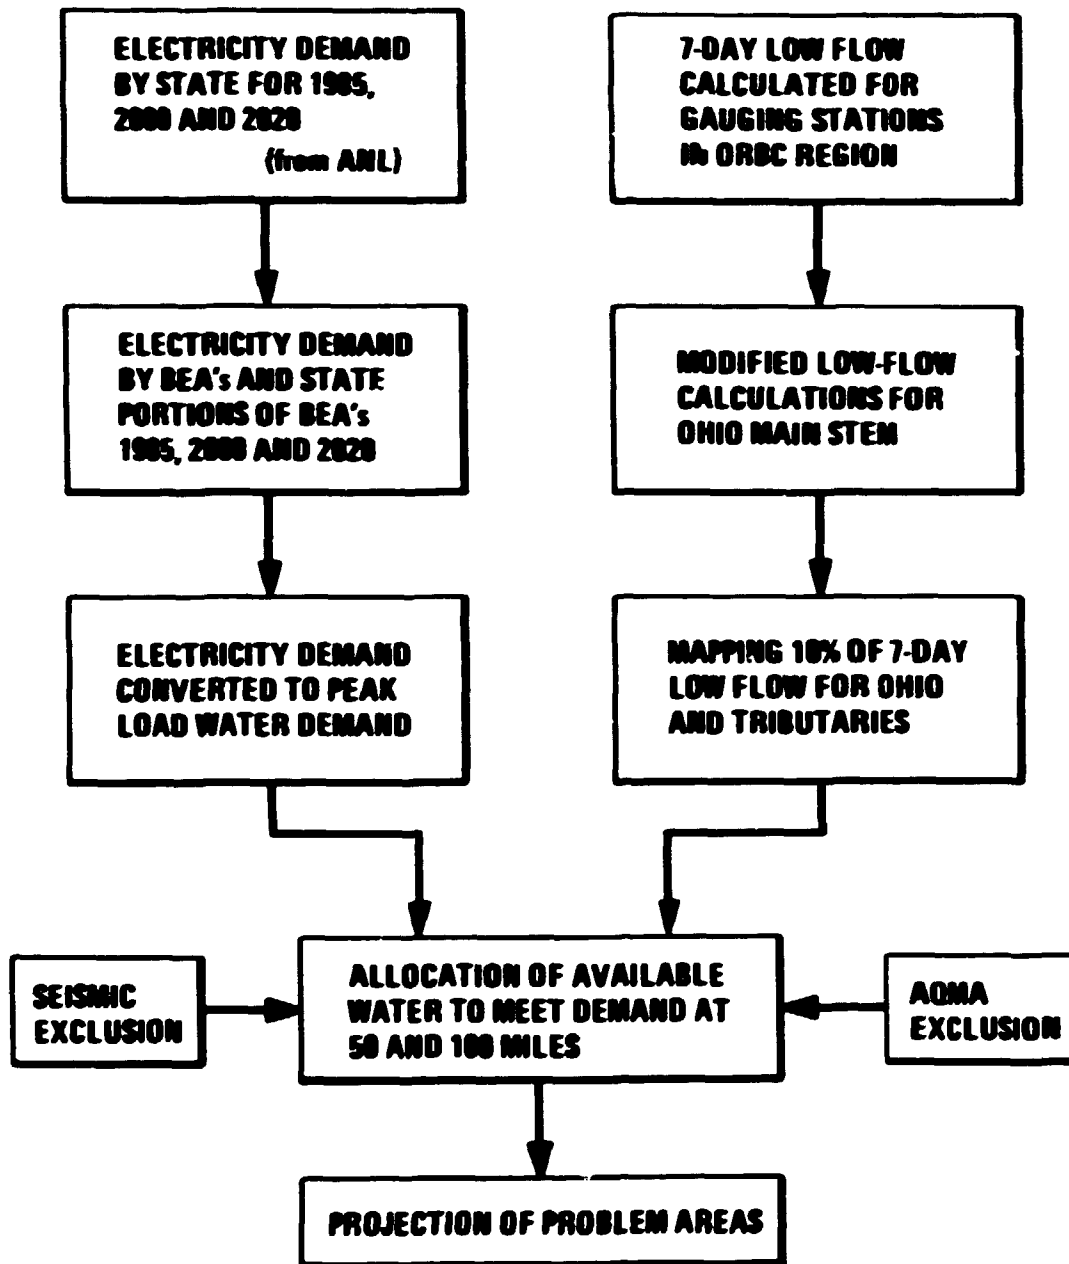 ELECTRICITY DEMAND
BY STATE FOR 1985,
2000 AND 2020
(from ANL)
7-DAY LOW FLOW
CALCULATED FOR
GAUGING STATIONS
IN ORBC REGION
ELECTRICITY DEMAND
BY BEA's AND STATE
PORTIONS OF BEA's
1985, 2000 AND 2020
MODIFIED LOW-FLOW
CALCULATIONS FOR
OHIO MAIN STEM
ELECTRICITY DEMAND
CONVERTED TO PEAK
LOAD WATER DEMAND
MAPPING 10% OF 7-DAY
LOW FLOW FOR OHIO
AND TRIBUTARIES
SEISMIC
EXCLUSION
ALLOCATION OF AVAILABLE
WATER TO MEET DEMAND AT
50 AND 100 MILES
AQMA
EXCLUSION
PROJECTION OF PROBLEM AREAS